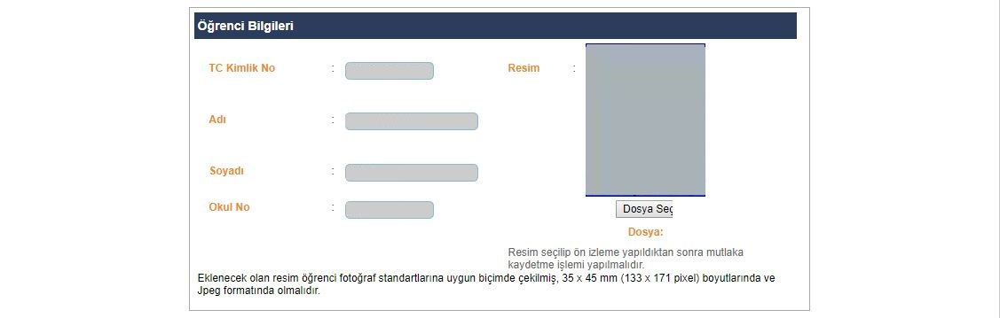 Öğrenci Bilgileri
TC Kimlik No : Resim :
Adı :
Soyadı :
Okul No :
Dosya Seç
Dosya:
Resim seçilip ön izleme yapıldıktan sonra mutlaka
kaydetme işlemi yapılmalıdır.
Eklenecek olan resim öğrenci fotoğraf standartlarına uygun biçimde çekilmiş, 35 x 45 mm (133 x 171 pixel) boyutlarında ve
Jpeg formatında olmalıdır.